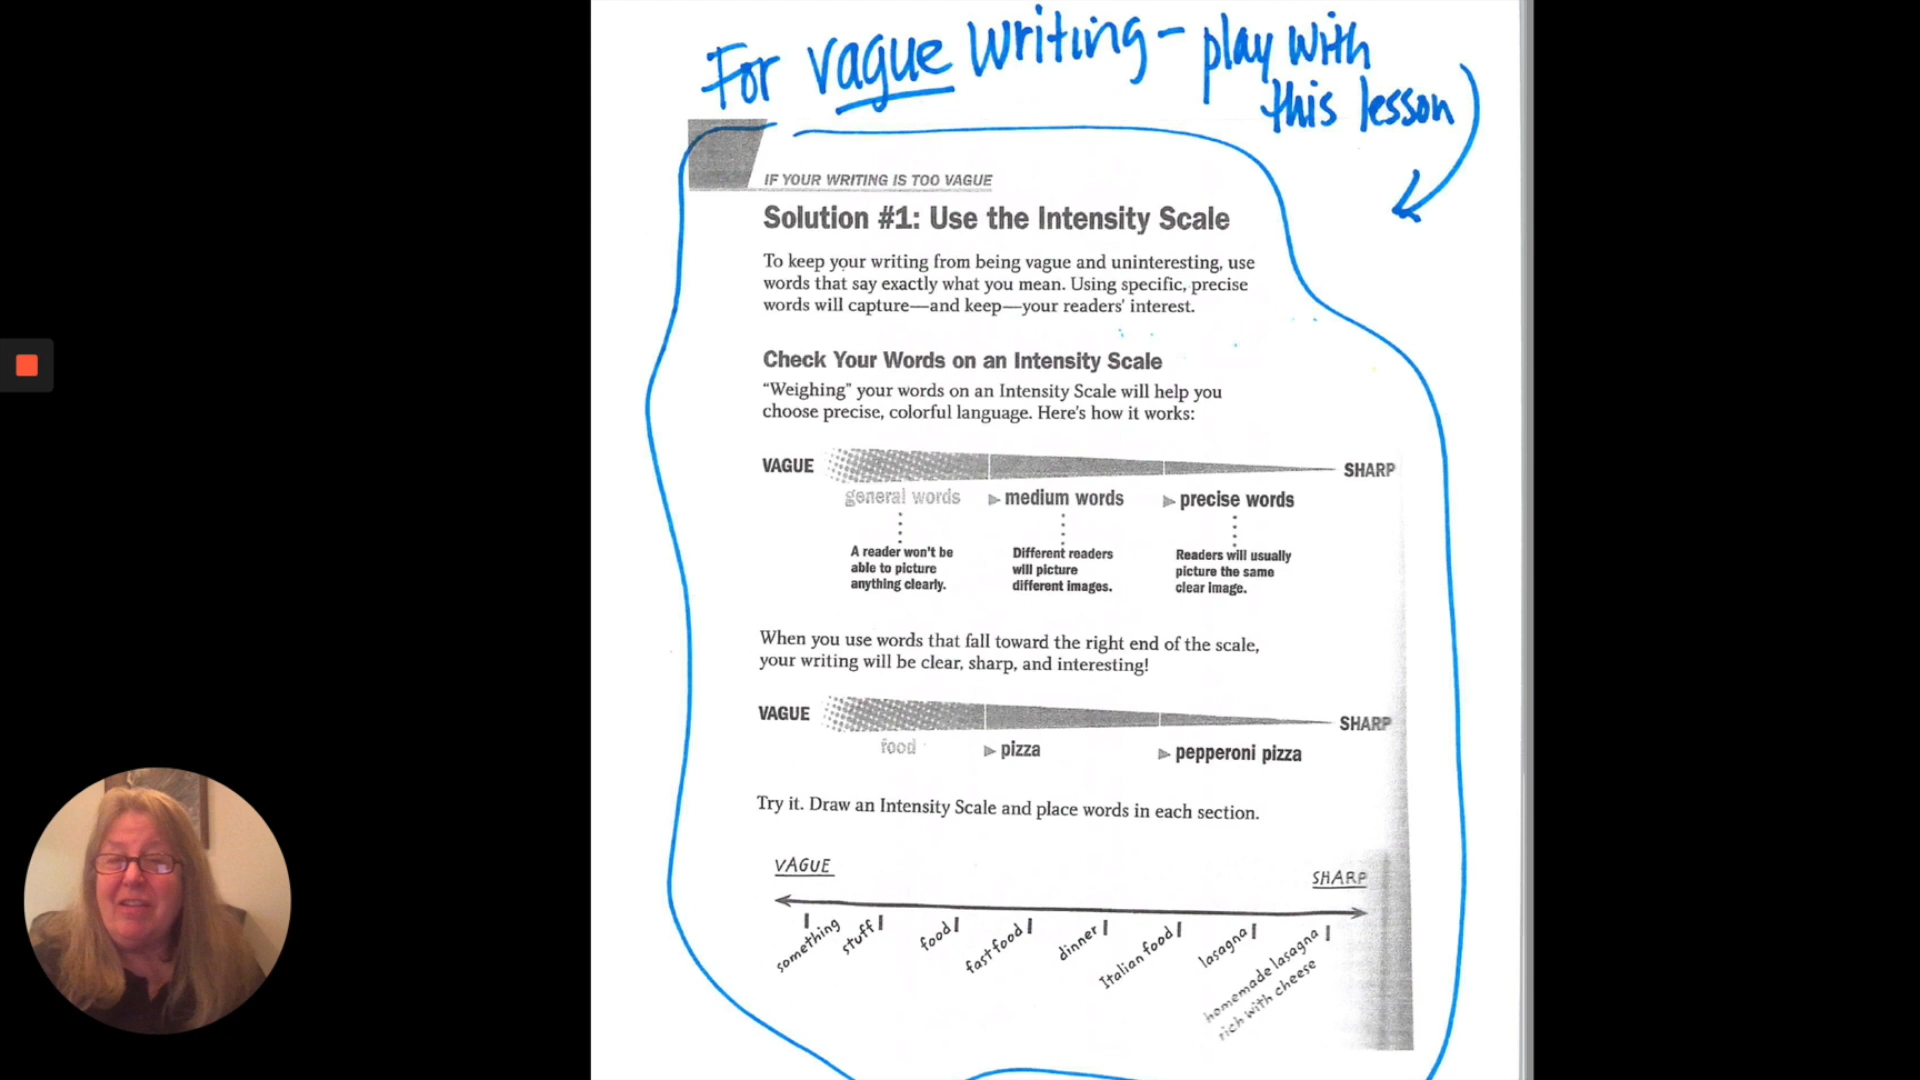 For vague writing - play with
this lesson
IF YOUR WRITING IS TOO VAGUE
Solution #1: Use the Intensity Scale
To keep your writing from being vague and uninteresting, use
words that say exactly what you mean. Using specific, precise
words will capture—and keep—your readers' interest.
Check Your Words on an Intensity Scale
"Weighing" your words on an Intensity Scale will help you
choose precise, colorful language. Here's how it works:
VAGUE SHARP
general words ▶ medium words ▶ precise words
A reader won't be
able to picture
anything clearly.
Different readers
will picture
different images.
Readers will usually
picture the same
clear image.
When you use words that fall toward the right end of the scale,
your writing will be clear, sharp, and interesting!
VAGUE SHARP
food ▶ pizza ▶ pepperoni pizza
Try it. Draw an Intensity Scale and place words in each section.
VAGUE SHARP
something
stuff
food
fast food
dinner
Italian food
lasagna
homemade lasagna
rich with cheese